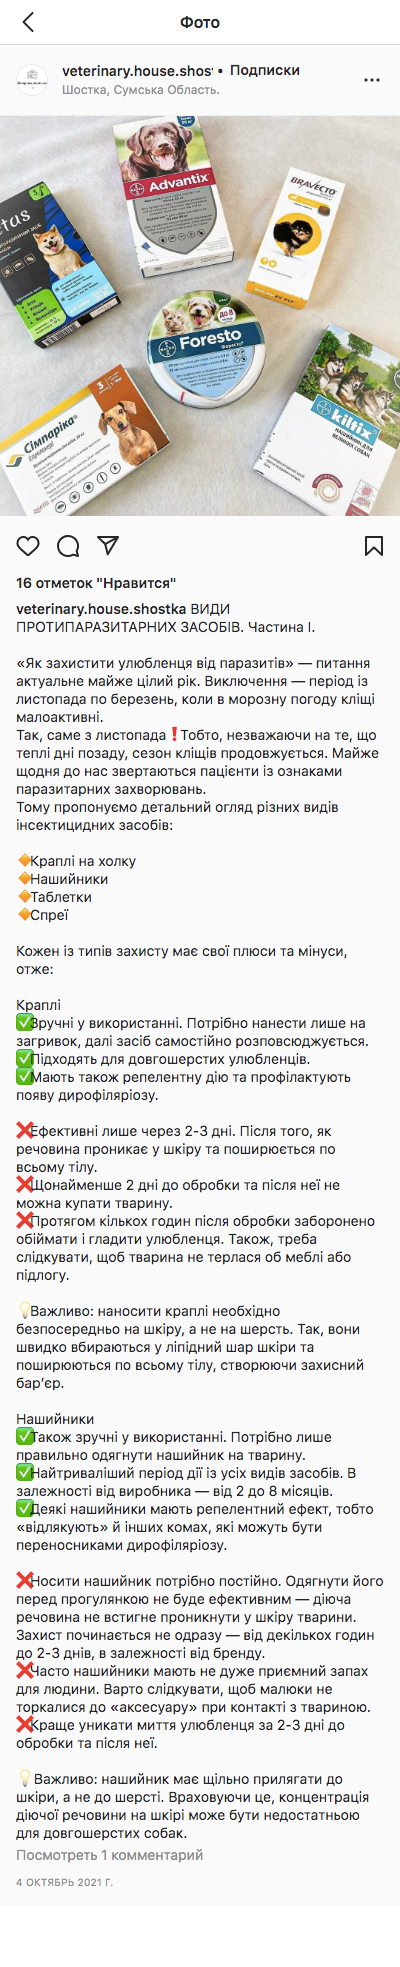 Фото
veterinary.house.shos • Подписки
Шостка, Сумська Область.
Advantix
BRAVECTO
Foresto
Форесто
ДО 8
Сімпаріка
3
zoetis
kiltix
НАШИЙНИК ДЛЯ
ВЕЛИКИХ СОБАК
16 отметок "Нравится"
veterinary.house.shostka ВИДИ
ПРОТИПАРАЗИТАРНИХ ЗАСОБІВ. Частина І.
«Як захистити улюбленця від паразитів» — питання
актуальне майже цілий рік. Виключення — період із
листопада по березень, коли в морозну погоду кліщі
малоактивні.
Так, саме з листопада❗Тобто, незважаючи на те, що
теплі дні позаду, сезон кліщів продовжується. Майже
щодня до нас звертаються пацієнти із ознаками
паразитарних захворювань.
Тому пропонуємо детальний огляд різних видів
інсектицидних засобів:
🔸Краплі на холку
🔸Нашийники
🔸Таблетки
🔸Спреї
Кожен із типів захисту має свої плюси та мінуси,
отже:
Краплі
✅Зручні у використанні. Потрібно нанести лише на
загривок, далі засіб самостійно розповсюджується.
✅Підходять для довгошерстих улюбленців.
✅Мають також репелентну дію та профілактують
появу дирофіляріозу.
❌Ефективні лише через 2-3 дні. Після того, як
речовина проникає у шкіру та поширюється по
всьому тілу.
❌Щонайменше 2 дні до обробки та після неї не
можна купати тварину.
❌Протягом кількох годин після обробки заборонено
обіймати і гладити улюбленця. Також, треба
слідкувати, щоб тварина не терлася об меблі або
підлогу.
💡Важливо: наносити краплі необхідно
безпосередньо на шкіру, а не на шерсть. Так, вони
швидко вбираються у ліпідний шар шкіри та
поширюються по всьому тілу, створюючи захисний
бар’єр.
Нашийники
✅Також зручні у використанні. Потрібно лише
правильно одягнути нашийник на тварину.
✅Найтриваліший період дії із усіх видів засобів. В
залежності від виробника — від 2 до 8 місяців.
✅Деякі нашийники мають репелентний ефект, тобто
«відлякують» й інших комах, які можуть бути
переносниками дирофіляріозу.
❌Носити нашийник потрібно постійно. Одягнути його
перед прогулянкою не буде ефективним — діюча
речовина не встигне проникнути у шкіру тварини.
Захист починається не одразу — від декількох годин
до 2-3 днів, в залежності від бренду.
❌Часто нашийники мають не дуже приємний запах
для людини. Варто слідкувати, щоб малюки не
торкалися до «аксесуару» при контакті з твариною.
❌Краще уникати миття улюбленця за 2-3 дні до
обробки та після неї.
💡Важливо: нашийник має щільно прилягати до
шкіри, а не до шерсті. Враховуючи це, концентрація
діючої речовини на шкірі може бути недостатньою
для довгошерстих собак.
Посмотреть 1 комментарий
4 ОКТЯБРЬ 2021 Г.